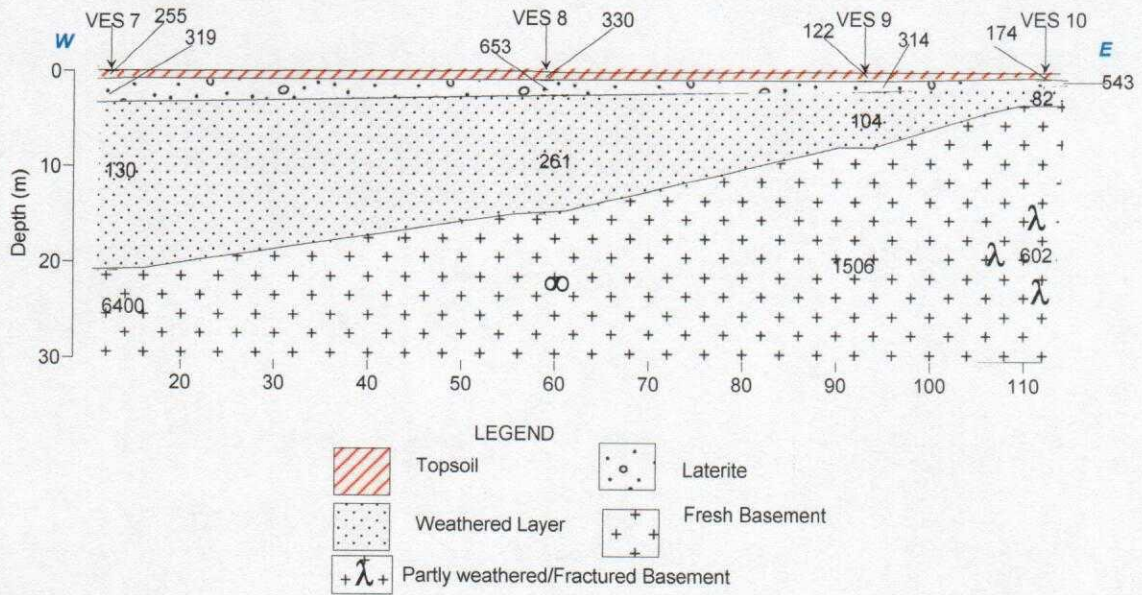 VES 7 255 VES 8 330 VES 9 VES 10
W 319 653 122 314 174 E
0 543
82
104
10 130 261
Depth (m)
λ
20 λ 602
1506
6400 ꝏ λ
30
20 30 40 50 60 70 80 90 100 110
LEGEND
Topsoil Laterite
Weathered Layer Fresh Basement
λ Partly weathered/Fractured Basement